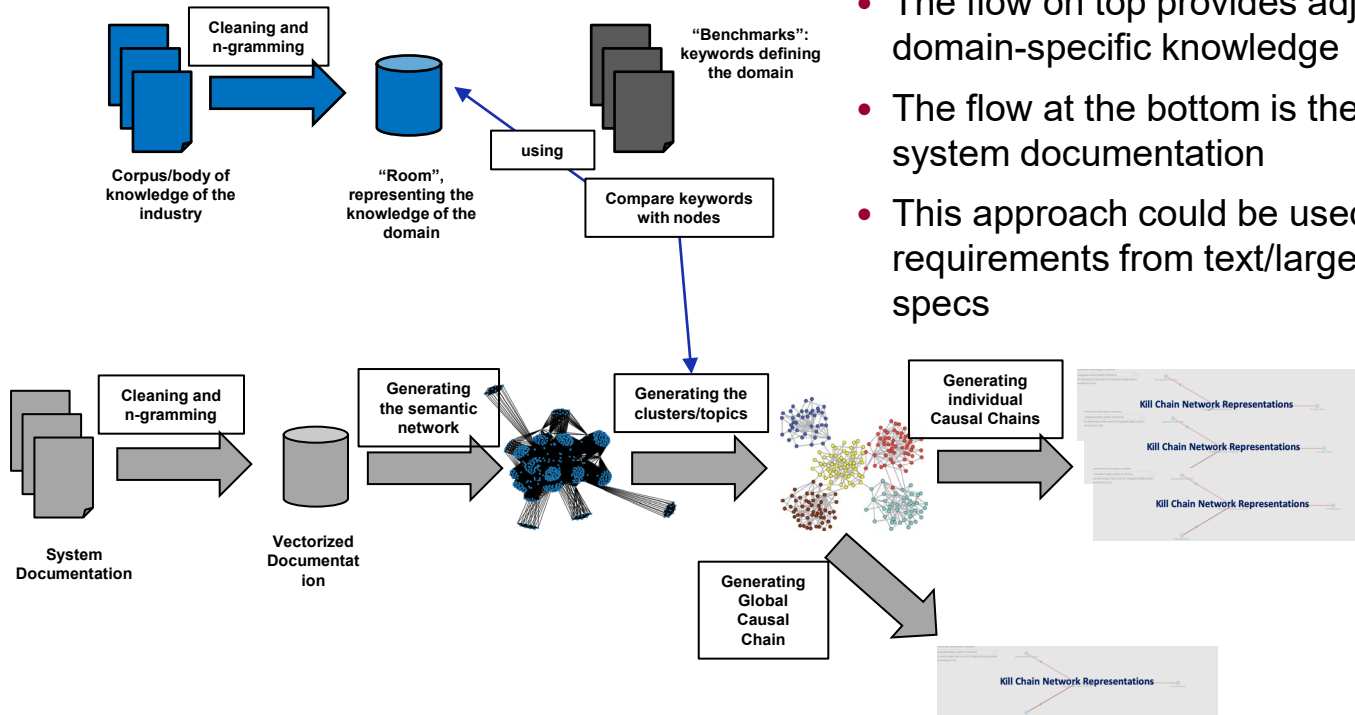 Cleaning and
n-gramming
"Benchmarks":
keywords defining
the domain
using
Corpus/body of
knowledge of the
industry
"Room",
representing the
knowledge of the
domain
Compare keywords
with nodes
• The flow on top provides adj
domain-specific knowledge
• The flow at the bottom is the
system documentation
• This approach could be used
requirements from text/large
specs
Cleaning and
n-gramming
Generating
the semantic
network
Generating the
clusters/topics
Generating
individual
Causal Chains
Kill Chain Network Representations
Kill Chain Network Representations
Kill Chain Network Representations
System
Documentation
Vectorized
Documentat
ion
Generating
Global
Causal
Chain
Kill Chain Network Representations